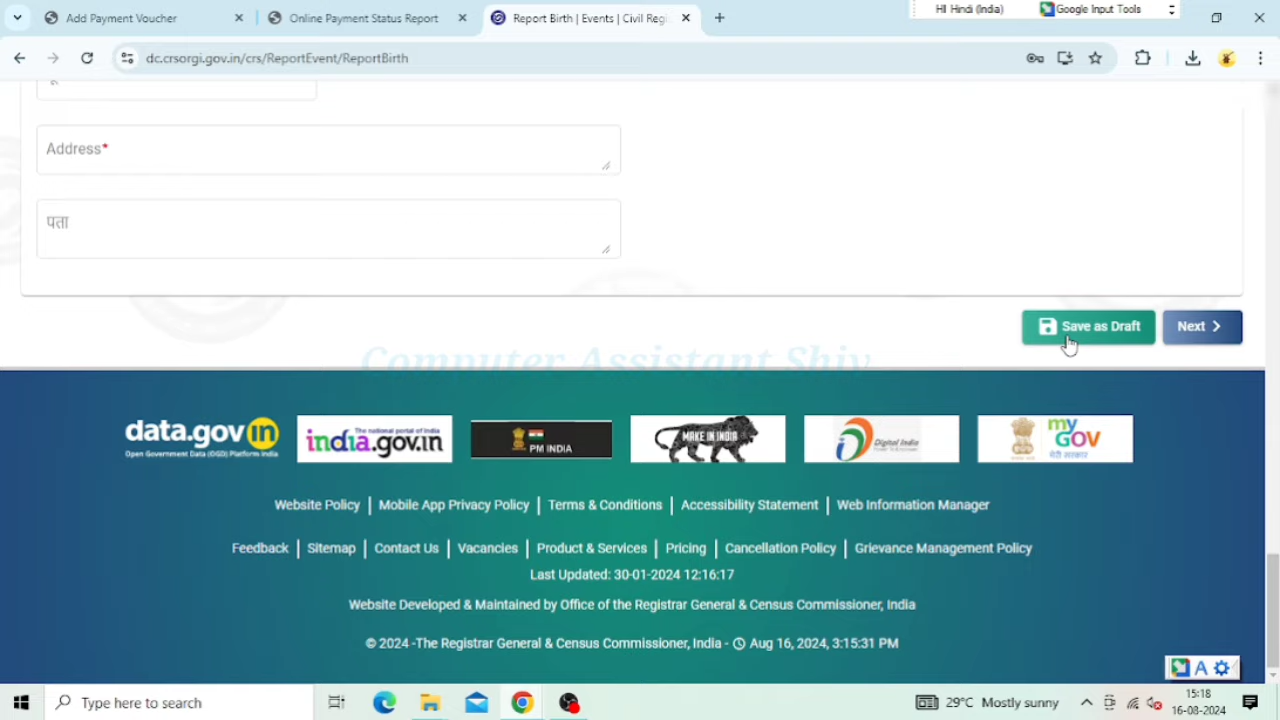 Add Payment Voucher
Online Payment Status Report
Report Birth | Events | Civil Regi
HI Hindi (India)
Google Input Tools
dc.crsorgi.gov.in/crs/ReportEvent/ReportBirth
Address*
पता
Save as Draft
Next
Computer Assistant Shiv
data.gov in
Open Government Data (OGD) Platform India
The national portal of India
india.gov.in
PM INDIA
MAKE IN INDIA
Digital India
Power To Empower
my
GOV
मेरी सरकार
Website Policy | Mobile App Privacy Policy | Terms & Conditions | Accessibility Statement | Web Information Manager
Feedback | Sitemap | Contact Us | Vacancies | Product & Services | Pricing | Cancellation Policy | Grievance Management Policy
Last Updated: 30-01-2024 12:16:17
Website Developed & Maintained by Office of the Registrar General & Census Commissioner, India
© 2024 -The Registrar General & Census Commissioner, India - Aug 16, 2024, 3:15:31 PM
A
Type here to search
29°C Mostly sunny
15:18
16-08-2024